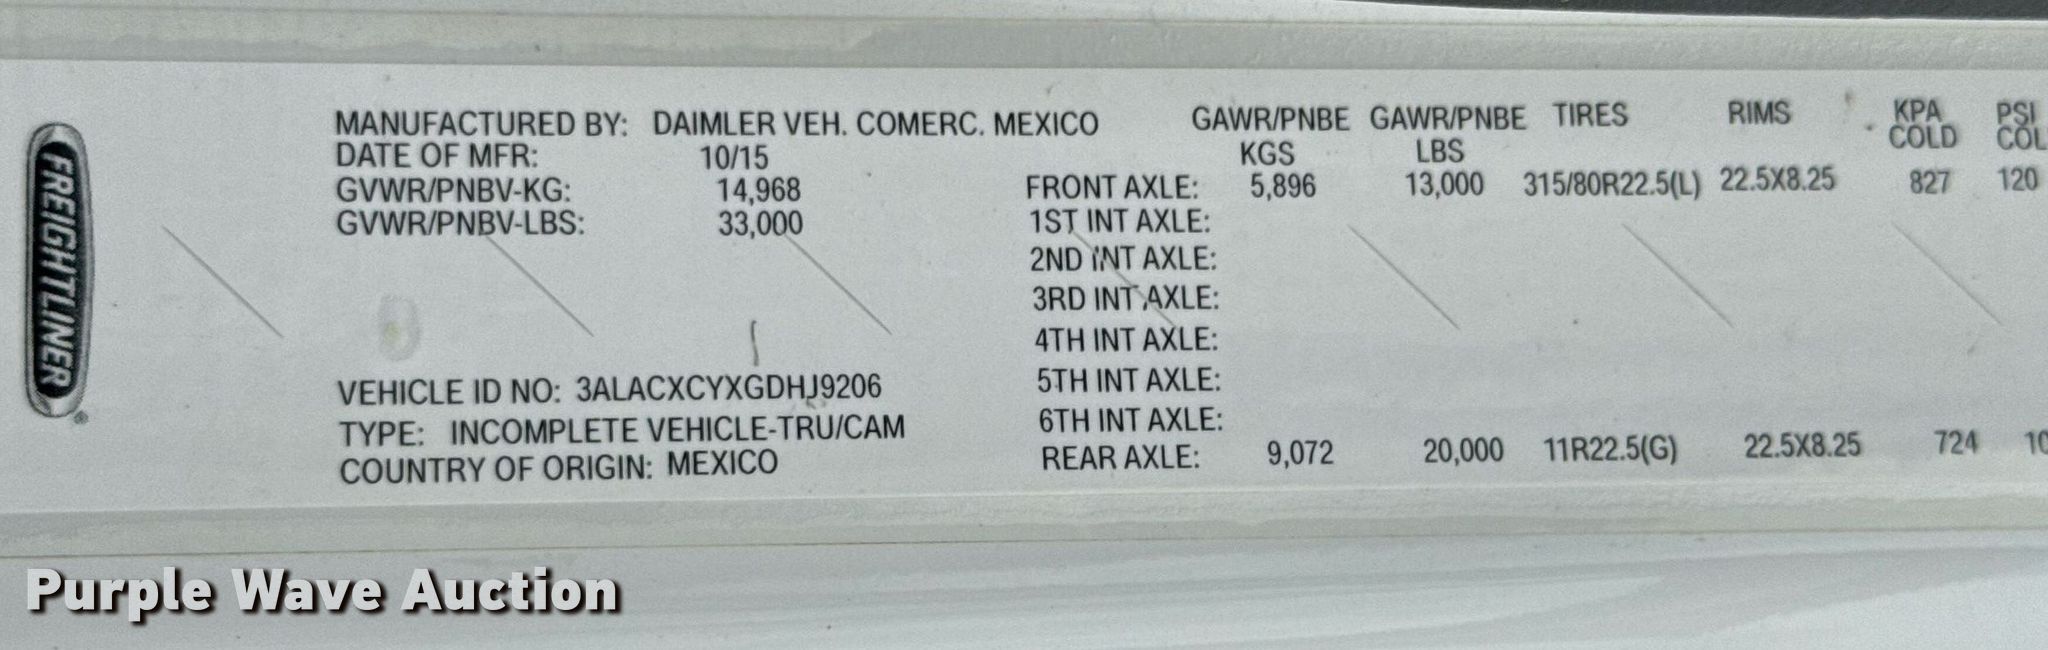 FREIGHTLINER®
MANUFACTURED BY: DAIMLER VEH. COMERC. MEXICO
DATE OF MFR: 10/15
GVWR/PNBV-KG: 14,968
GVWR/PNBV-LBS: 33,000
VEHICLE ID NO: 3ALACXCYXGDHJ9206
TYPE: INCOMPLETE VEHICLE-TRU/CAM
COUNTRY OF ORIGIN: MEXICO
GAWR/PNBE GAWR/PNBE TIRES RIMS KPA PSI
KGS LBS COLD COL
FRONT AXLE: 5,896 13,000 315/80R22.5(L) 22.5X8.25 827 120
1ST INT AXLE:
2ND INT AXLE:
3RD INT AXLE:
4TH INT AXLE:
5TH INT AXLE:
6TH INT AXLE:
REAR AXLE: 9,072 20,000 11R22.5(G) 22.5X8.25 724 10
Purple Wave Auction